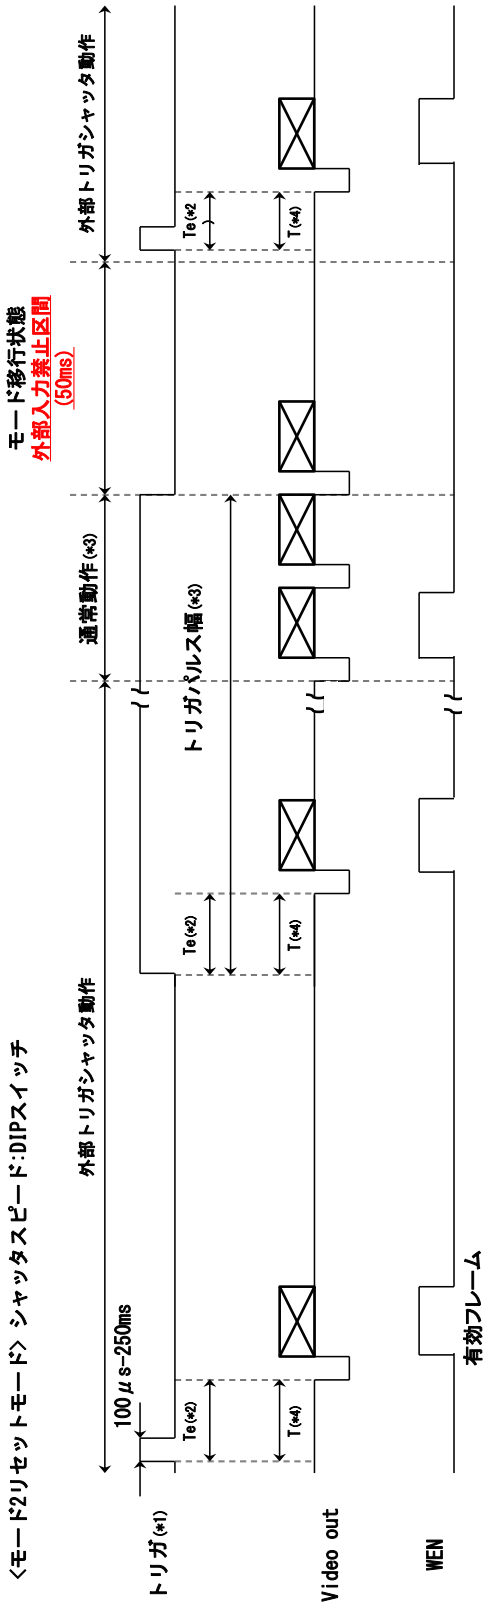 <モード2リセットモード> シャッタスピード:DIPスイッチ
モード移行状態
外部入力禁止区間
(50ms)
外部トリガシャッタ動作
通常動作(*3)
外部トリガシャッタ動作
100μs-250ms
トリガ(*1)
Te(*2)
Te(*2)
Te(*2
)
トリガパルス幅(*3)
T(*4)
T(*4)
T(*4)
Video out
WEN
有効フレーム